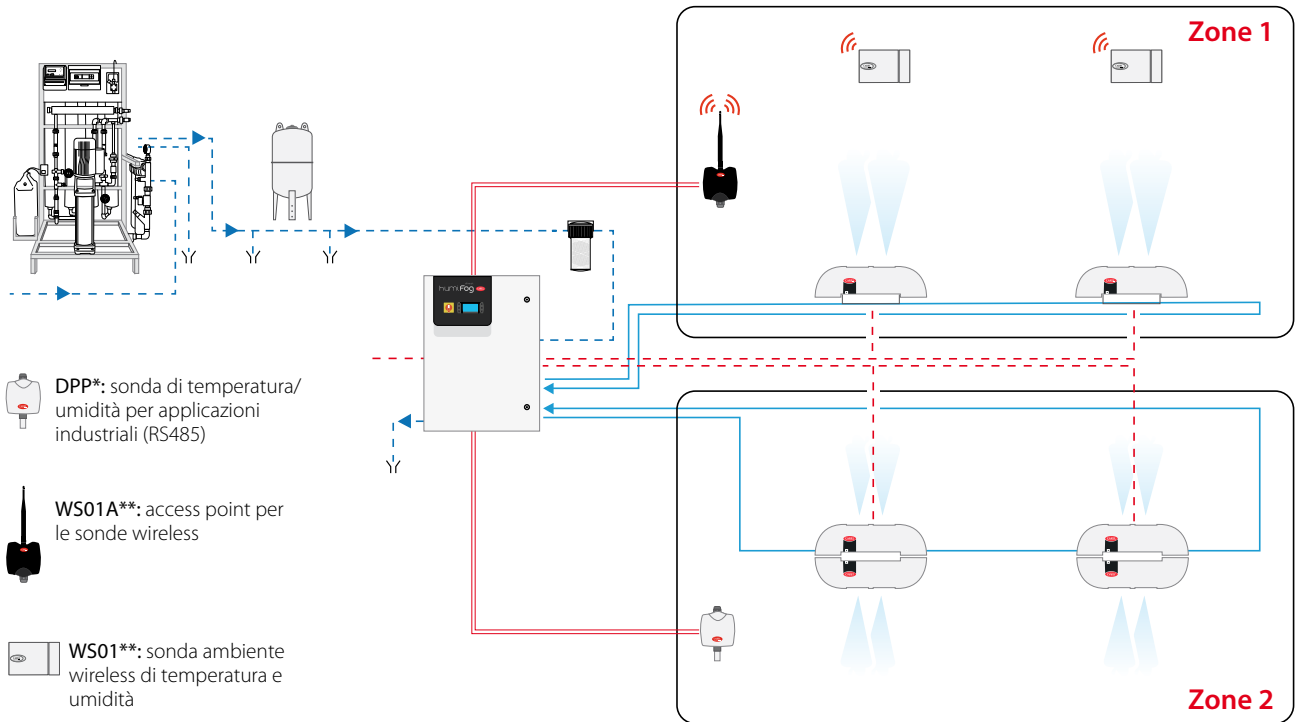 Zone 1
humiFog
DPP*: sonda di temperatura/
umidità per applicazioni
industriali (RS485)
WS01A**: access point per
le sonde wireless
WS01**: sonda ambiente
wireless di temperatura e
umidità
Zone 2